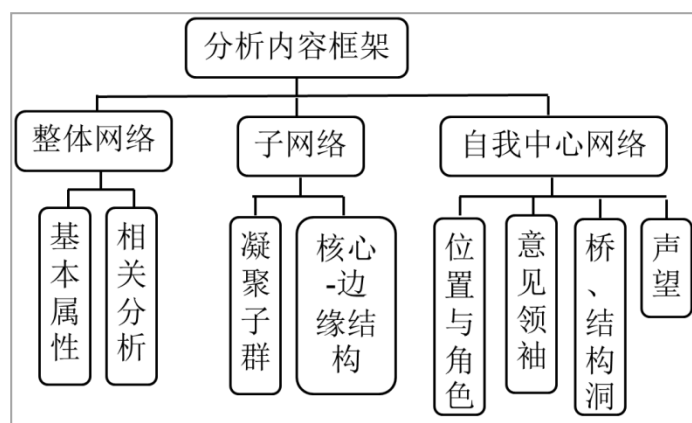 分析内容框架
整体网络
子网络
自我中心网络
基本属性
相关分析
凝聚子群
核心
-边
缘结
构
位置与角色
意见领袖
桥、结构洞
声望